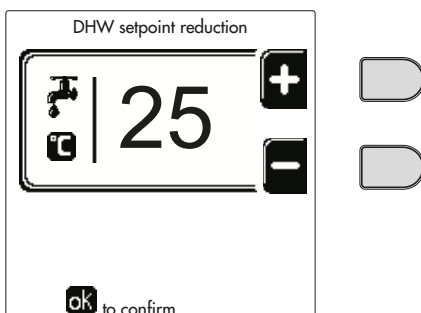 DHW setpoint reduction
+
°C 25
-
ok to confirm